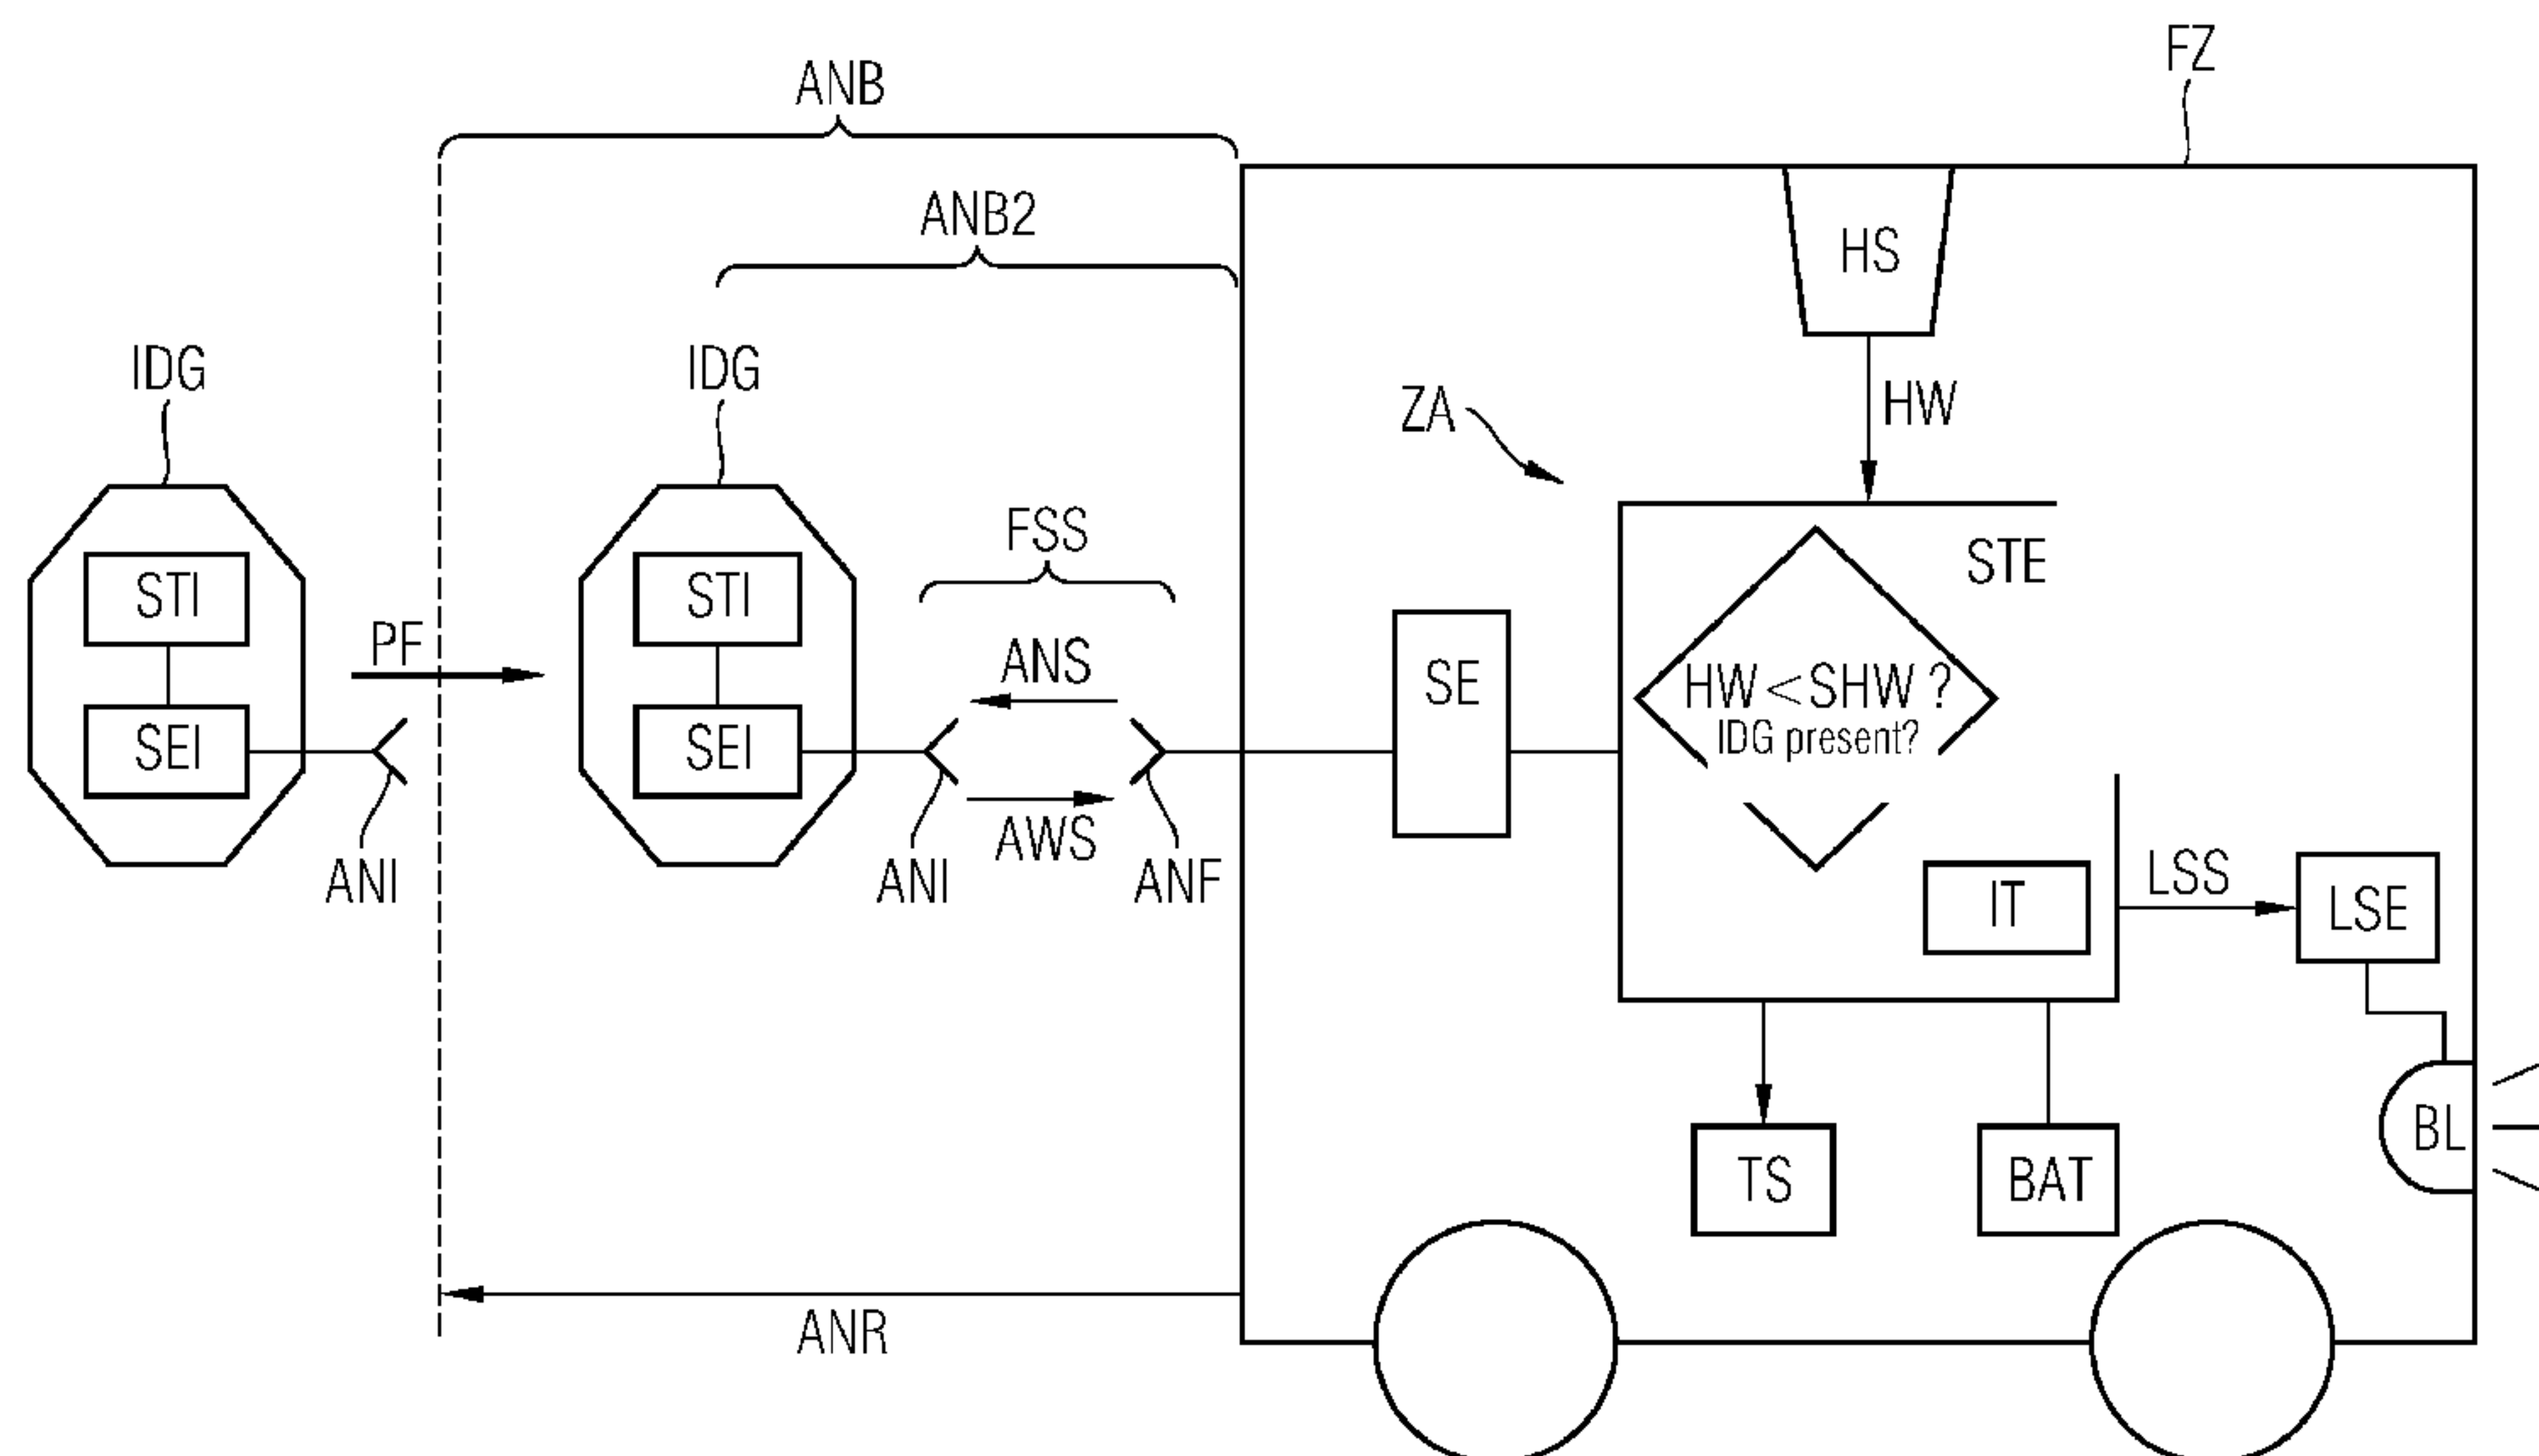 FZ
ANB
ANB2
HS
IDG
IDG
ZA
HW
FSS
STE
STI
STI
PF
ANS
SE
HW<SHW ?
IDG present?
SEI
SEI
AWS
ANI
ANI
ANF
LSS
IT
LSE
BL
TS
BAT
ANR